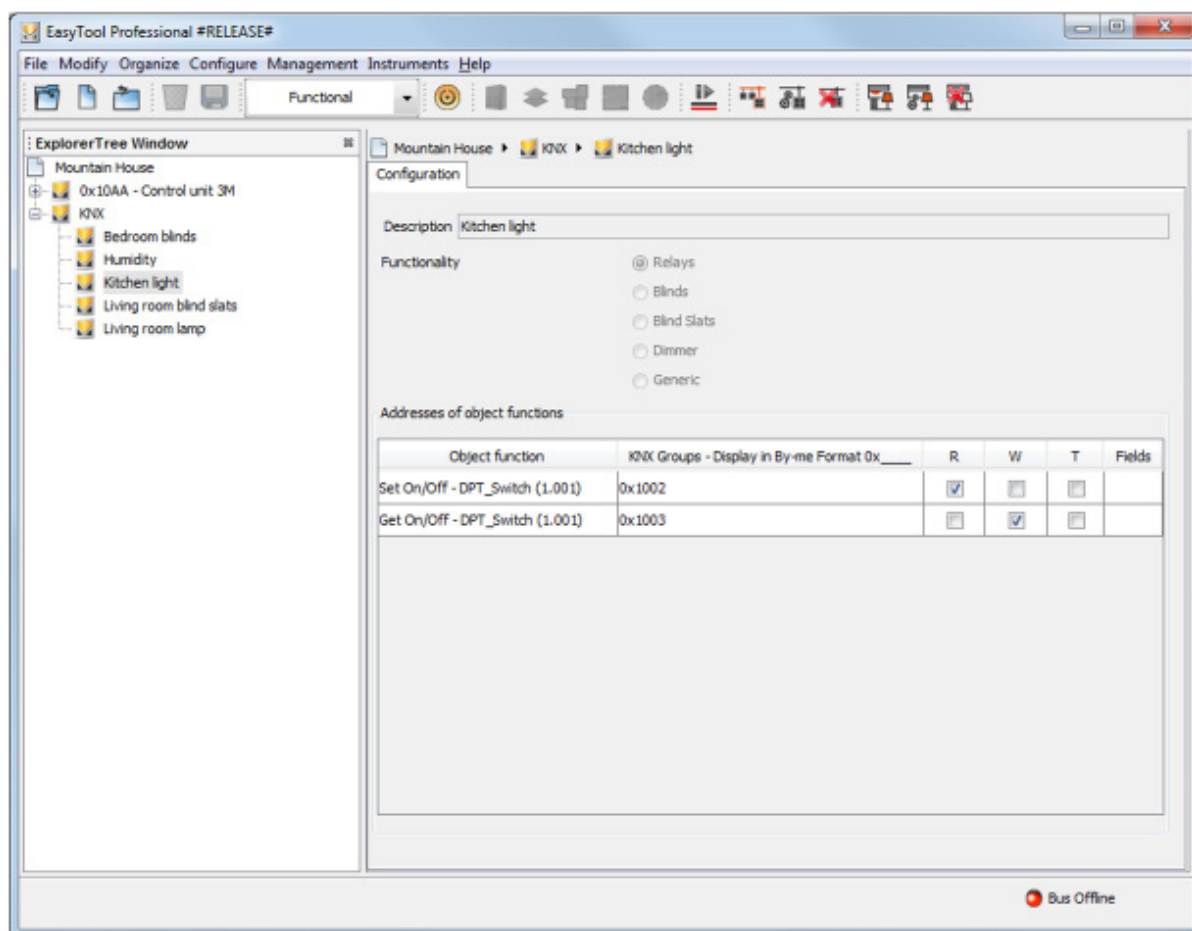 EasyTool Professional #RELEASE#
File Modify Organize Configure Management Instruments Help
Functional
ExplorerTree Window
Mountain House
0x10AA - Control unit 3M
KNX
Bedroom blinds
Humidity
Kitchen light
Living room blind slats
Living room lamp
Mountain House KNX Kitchen light
Configuration
Description Kitchen light
Functionality Relays
Blinds
Blind Slats
Dimmer
Generic
Addresses of object functions
Object function KNX Groups - Display in By-me Format 0x____ R W T Fields
Set On/Off - DPT_Switch (1.001) 0x1002
Get On/Off - DPT_Switch (1.001) 0x1003
Bus Offline